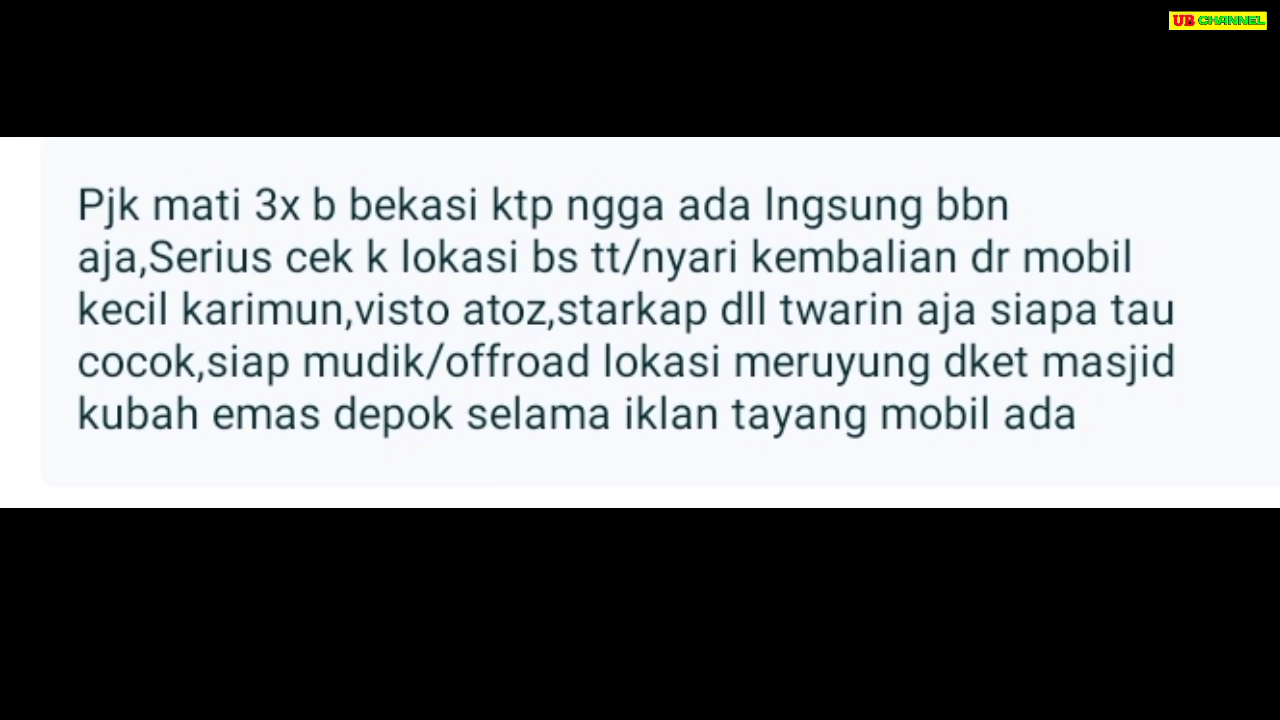 UB CHANNEL
Pjk mati 3x b bekasi ktp ngga ada lngsung bbn
aja,Serius cek k lokasi bs tt/nyari kembalian dr mobil
kecil karimun,visto atoz,starkap dll twarin aja siapa tau
cocok,siap mudik/offroad lokasi meruyung dket masjid
kubah emas depok selama iklan tayang mobil ada